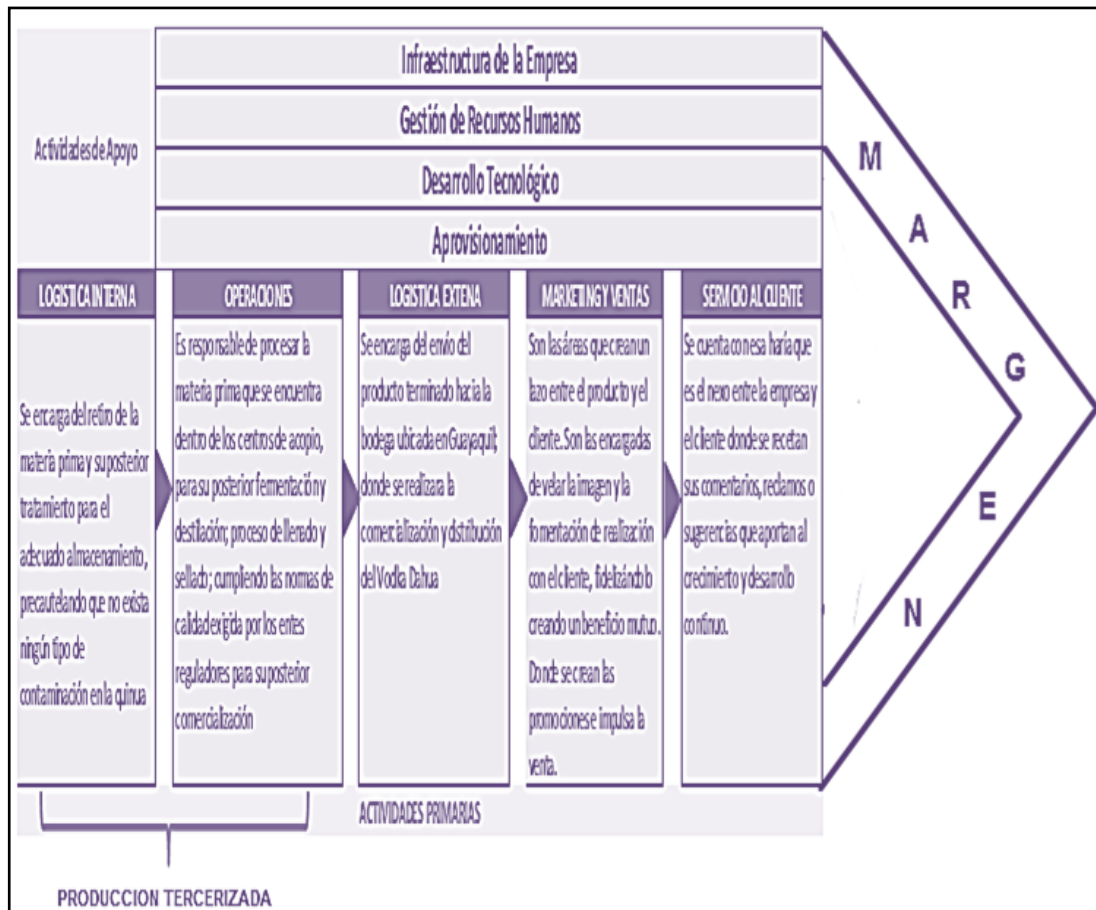 Infraestructura de la Empresa
Gestión de Recursos Humanos
Actividades de Apoyo
Desarrollo Tecnológico
Aprovisionamiento
LOGISTICA INTERNA
Se encarga del retiro de la
materia prima y su posterior
tratamiento para el
adecuado almacenamiento,
precautelando que no exista
ningún tipo de
contaminación en la quinua
OPERACIONES
Es responsable de procesar la
materia prima que se encuentra
dentro de los centros de acopio,
para su posterior fermentación y
destilación; proceso de llenado y
sellado; cumpliendo las normas de
calidad exigida por los entes
reguladores para su posterior
comercialización
LOGISTICA EXTENA
Se encarga del envío del
producto terminado hacia la
bodega ubicada en Guayaquil;
donde se realizara la
comercialización y distribución
del Vodka Dahua
MARKETING Y VENTAS
Son las áreas que crean un
lazo entre el producto y el
cliente. Son las encargadas
de velar la imagen y la
fomentación de realización
con el cliente, fidelizándolo
creando un beneficio mutuo.
Donde se crean las
promociones e impulsa la
venta.
SERVICIO AL CLIENTE
Se cuenta con esa haría que
es el nexo entre la empresa y
el cliente donde se recetan
sus comentarios, reclamos o
sugerencias que aportan al
crecimiento y desarrollo
continuo.
M
A
R
G
E
N
ACTIVIDADES PRIMARIAS
PRODUCCION TERCERIZADA